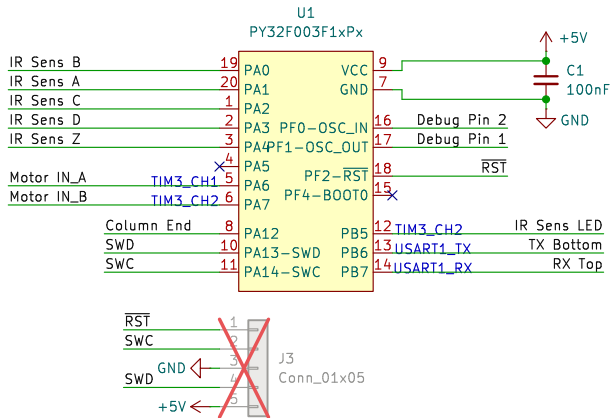 U1
PY32F003F1xPx
+5V
IR Sens B 19 PA0 VCC 9
C1
IR Sens A 20 PA1 GND 7
100nF
IR Sens C 1 PA2
GND
IR Sens D 2 PA3 PF0-OSC_IN 16 Debug Pin 2
IR Sens Z 3 PA4 PF1-OSC_OUT 17 Debug Pin 1
4 PA5 PF2-RST 18 RST
Motor IN_A TIM3_CH1 5 PA6 PF4-BOOT0 15
Motor IN_B TIM3_CH2 6 PA7
Column End 8 PA12 PB5 12 TIM3_CH2 IR Sens LED
SWD 10 PA13-SWD PB6 13 USART1_TX TX Bottom
SWC 11 PA14-SWC PB7 14 USART1_RX RX Top
RST 1
SWC 2
GND 3
J3
Conn_01x05
SWD 4
+5V 5